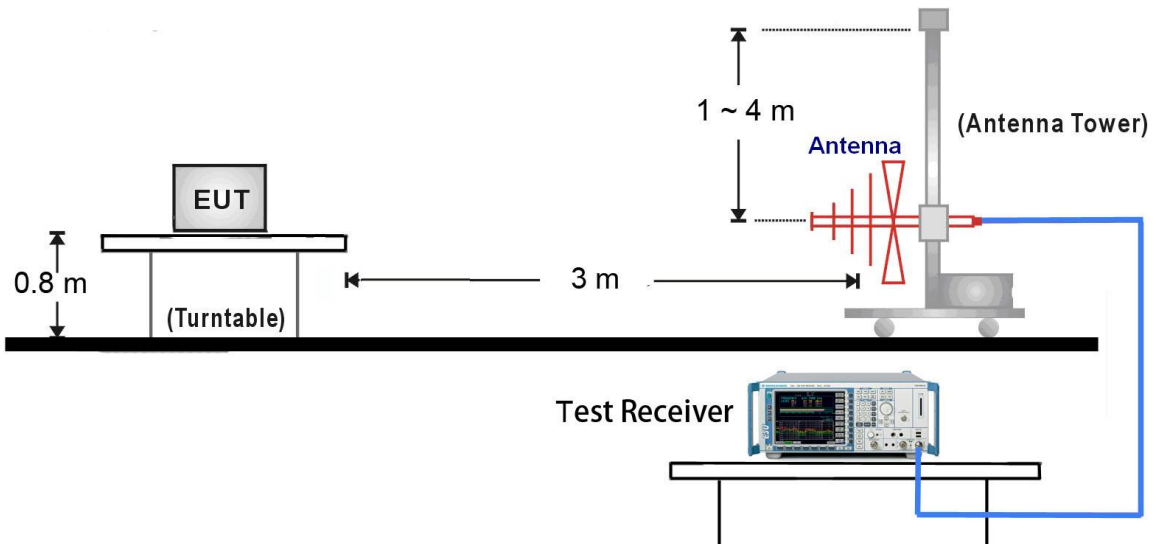 1 ~ 4 m
(Antenna Tower)
Antenna
EUT
0.8 m
3 m
(Turntable)
Test Receiver